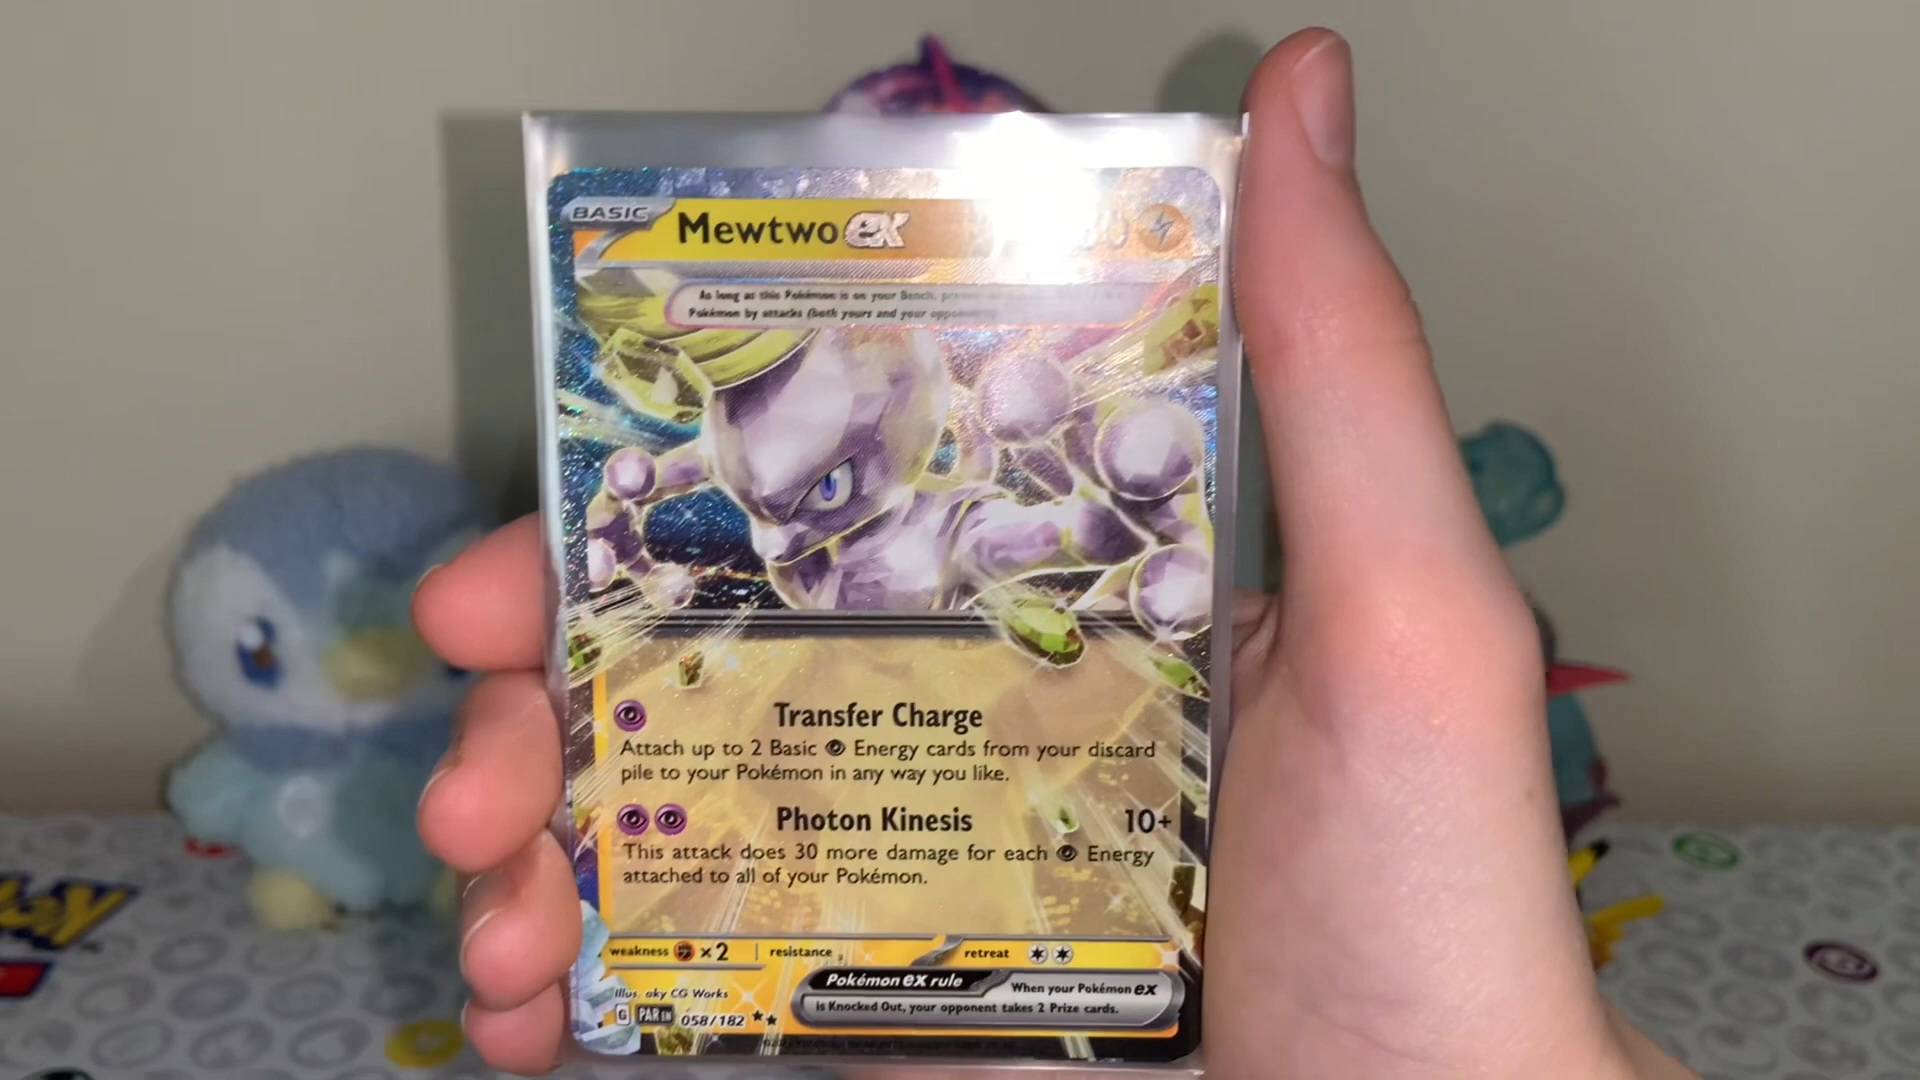 BASIC
Mewtwo ex
As long as this Pokémon is on your Bench,
Pokémon by attacks (both yours and your
Transfer Charge
Attach up to 2 Basic Energy cards from your discard
pile to your Pokémon in any way you like.
Photon Kinesis 10+
This attack does 30 more damage for each Energy
attached to all of your Pokémon.
weakness x2 resistance retreat
Pokémon ex rule When your Pokémon ex
is Knocked Out, your opponent takes 2 Prize cards.
Illus. aky CG Works
G PAR EN 058/182